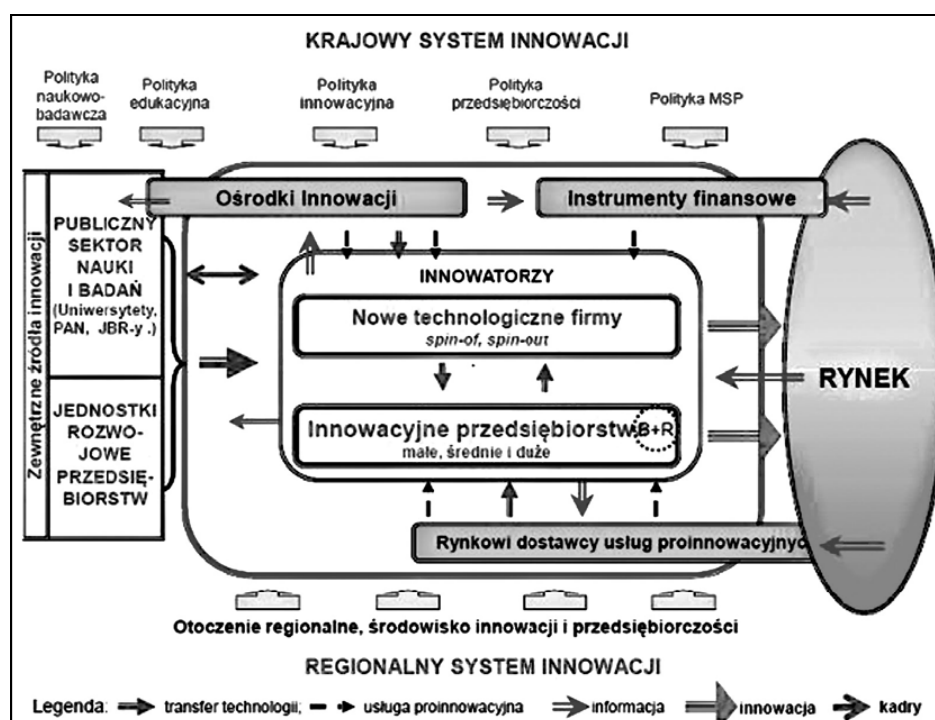 KRAJOWY SYSTEM INNOWACJI
Polityka
naukowo-
badawcza
Polityka
edukacyjna
Polityka
innowacyjna
Polityka
przedsiębiorczości
Polityka MSP
Ośrodki Innowacji
Instrumenty finansowe
Zewnętrzne źródła innowacji
PUBLICZNY
SEKTOR
NAUKI
I BADAŃ
(Uniwersytety,
PAN, JBR-y .)
JEDNOSTKI
ROZWO-
JOWE
PRZEDSIĘ-
BIORSTW
INNOWATORZY
Nowe technologiczne firmy
spin-of, spin-out
Innowacyjne przedsiębiorstw
B+R
małe, średnie i duże
RYNEK
Rynkowi dostawcy usług proinnowacyjnyc
Otoczenie regionalne, środowisko innowacji i przedsiębiorczości
REGIONALNY SYSTEM INNOWACJI
Legenda: transfer technologii; usługa proinnowacyjna informacja innowacja kadry